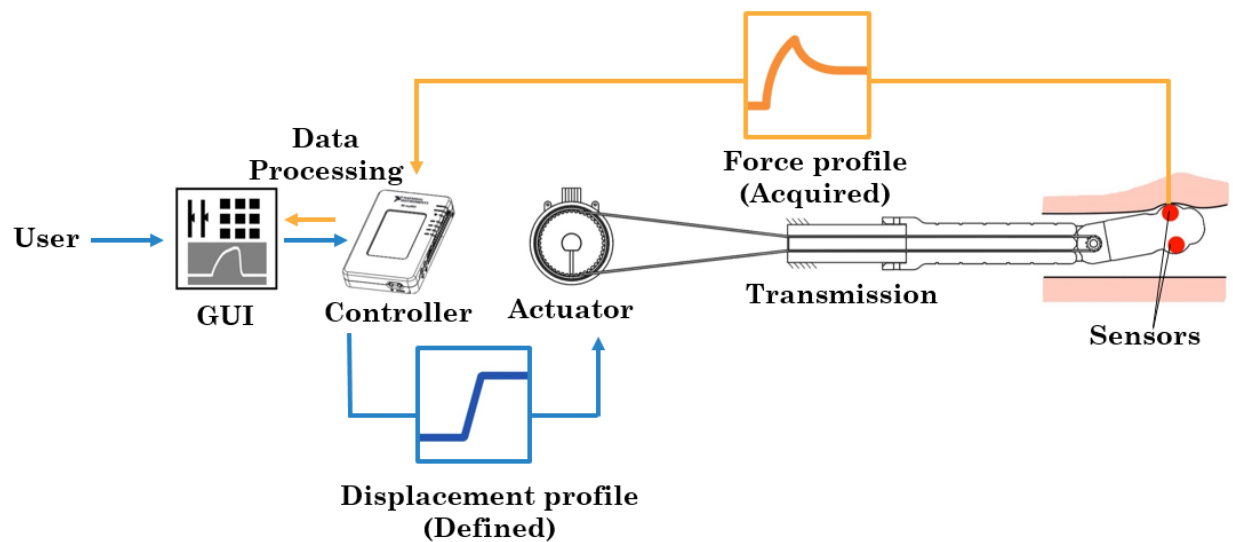 Data
Processing
Force profile
(Acquired)
User
GUI
Controller
Actuator
Transmission
Sensors
Displacement profile
(Defined)